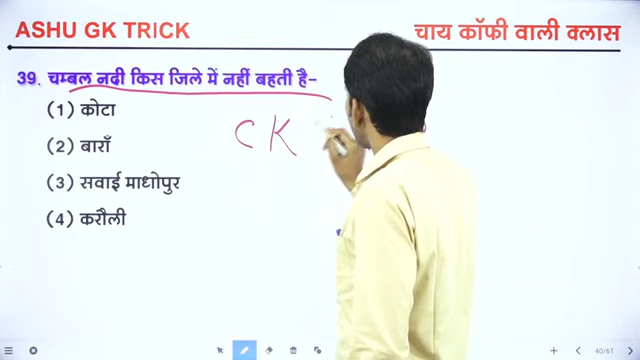 ASHU GK TRICK
चाय कॉफी वाली क्लास
39. चम्बल नदी किस जिले में नहीं बहती है-
(1) कोटा
(2) बाराँ
(3) सवाई माधोपुर
(4) करौली
CK
40/61